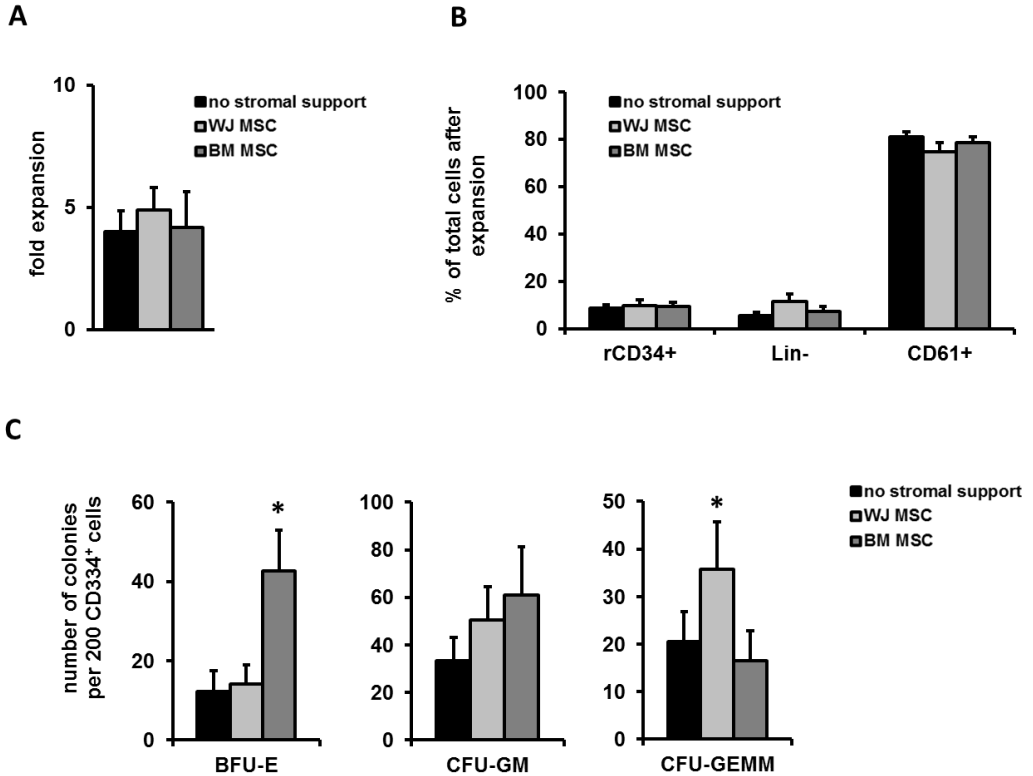 A
10
5
0
fold expansion
no stromal support
WJ MSC
BM MSC
B
100
80
60
40
20
0
% of total cells after
expansion
no stromal support
WJ MSC
BM MSC
rCD34+
Lin-
CD61+
C
number of colonies
per 200 CD334⁺ cells
60
40
20
0
*
BFU-E
100
80
60
40
20
0
CFU-GM
50
40
30
20
10
0
*
CFU-GEMM
no stromal support
WJ MSC
BM MSC